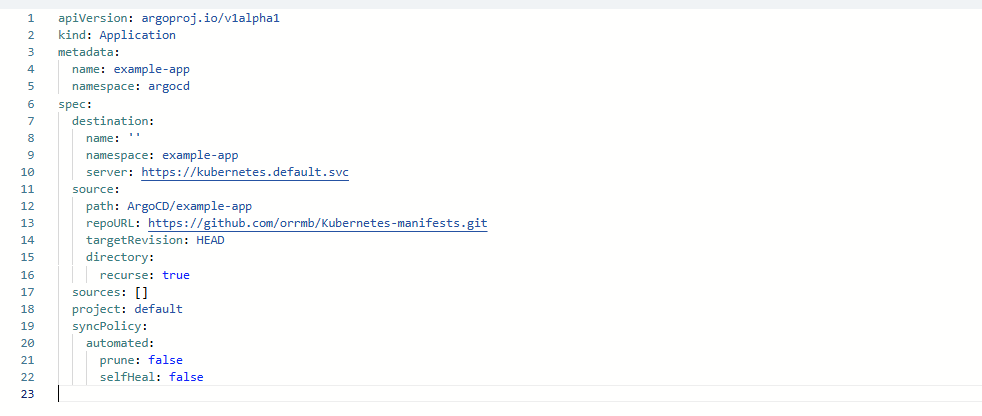 1 apiVersion: argoproj.io/v1alpha1
2 kind: Application
3 metadata:
4   name: example-app
5   namespace: argocd
6 spec:
7   destination:
8     name: ''
9     namespace: example-app
10     server: https://kubernetes.default.svc
11   source:
12     path: ArgoCD/example-app
13     repoURL: https://github.com/orrmb/Kubernetes-manifests.git
14     targetRevision: HEAD
15     directory:
16       recurse: true
17   sources: []
18   project: default
19   syncPolicy:
20     automated:
21       prune: false
22       selfHeal: false
23